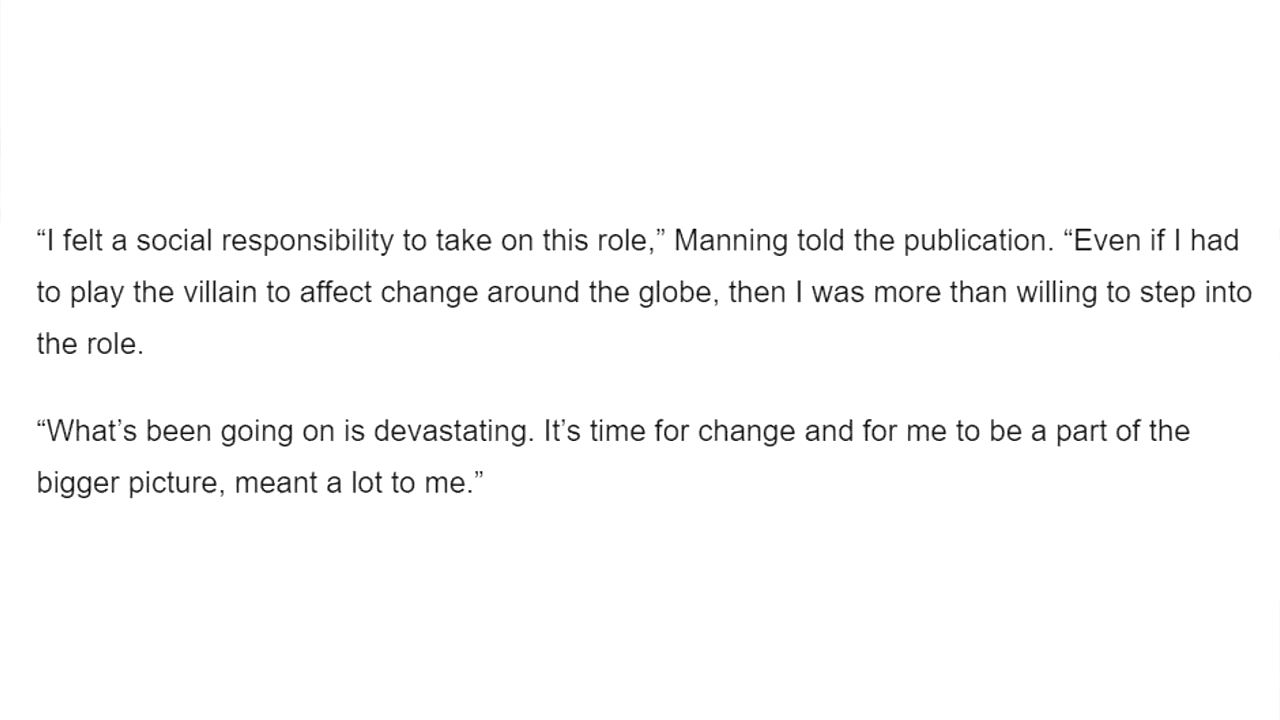 “I felt a social responsibility to take on this role,” Manning told the publication. “Even if I had
to play the villain to affect change around the globe, then I was more than willing to step into
the role.
“What’s been going on is devastating. It’s time for change and for me to be a part of the
bigger picture, meant a lot to me.”